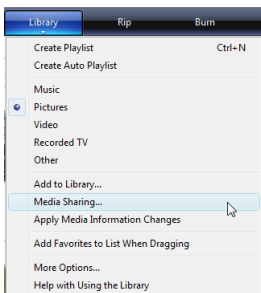 Library Rip Burn
Create Playlist Ctrl+N
Create Auto Playlist
Music
Pictures
Video
Recorded TV
Other
Add to Library...
Media Sharing...
Apply Media Information Changes
Add Favorites to List When Dragging
More Options...
Help with Using the Library